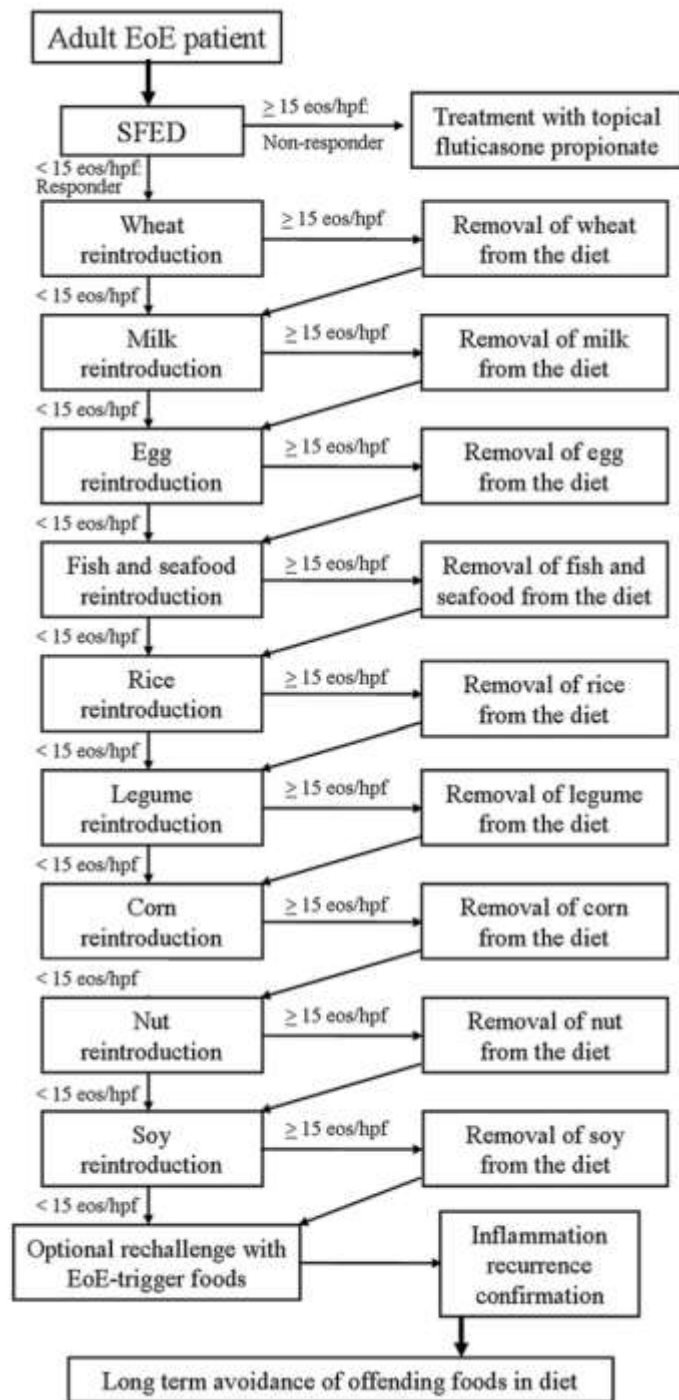 Adult EoE patient
≥ 15 eos/hpf:
SFED
Non-responder
Treatment with topical
fluticasone propionate
< 15 eos/hpf:
Responder
Wheat
reintroduction
≥ 15 eos/hpf
Removal of wheat
from the diet
< 15 eos/hpf
Milk
reintroduction
≥ 15 eos/hpf
Removal of milk
from the diet
< 15 eos/hpf
Egg
reintroduction
≥ 15 eos/hpf
Removal of egg
from the diet
< 15 eos/hpf
Fish and seafood
reintroduction
≥ 15 eos/hpf
Removal of fish and
seafood from the diet
< 15 eos/hpf
Rice
reintroduction
≥ 15 eos/hpf
Removal of rice
from the diet
< 15 eos/hpf
Legume
reintroduction
≥ 15 eos/hpf
Removal of legume
from the diet
< 15 eos/hpf
Corn
reintroduction
≥ 15 eos/hpf
Removal of corn
from the diet
< 15 eos/hpf
Nut
reintroduction
≥ 15 eos/hpf
Removal of nut
from the diet
< 15 eos/hpf
Soy
reintroduction
≥ 15 eos/hpf
Removal of soy
from the diet
< 15 eos/hpf
Optional rechallenge with
EoE-trigger foods
Inflammation
recurrence
confirmation
Long term avoidance of offending foods in diet